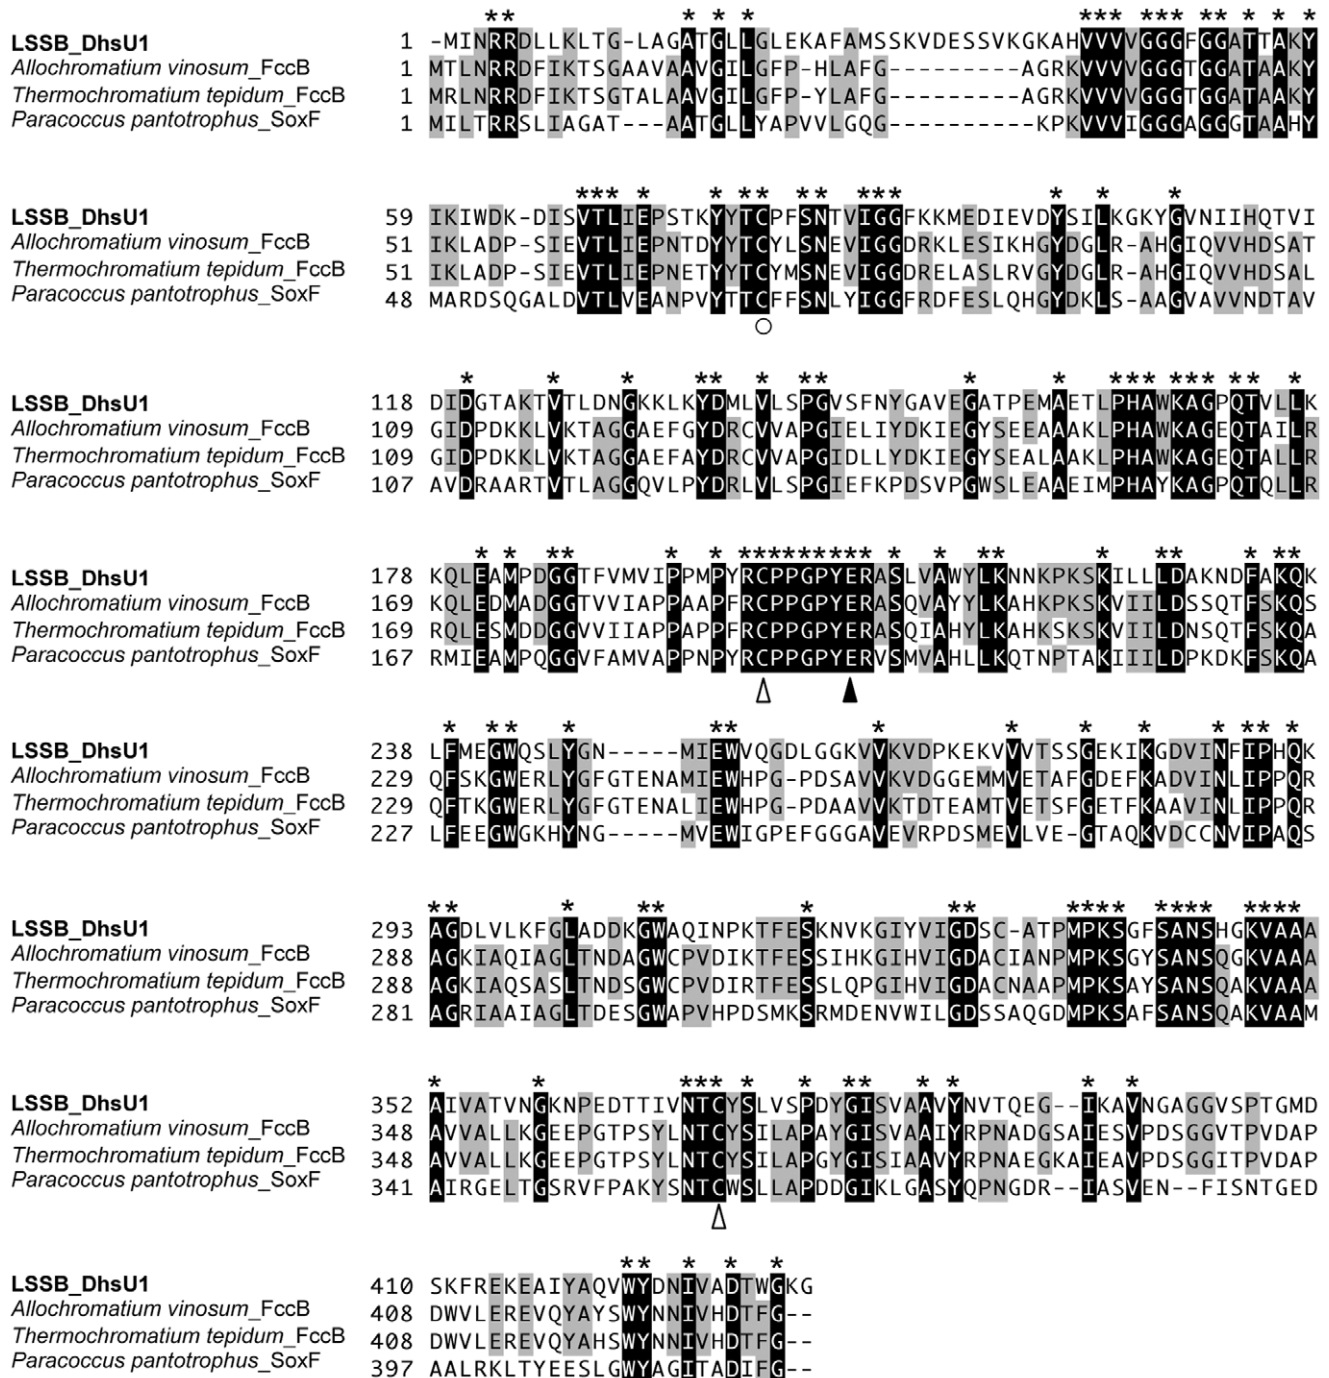 ** * * * *** *** ** * * *
LSSB_DhsU1 1 -MINRRDLLKLTG-LAGATGLLGLEKAFAMSSKVDESSVKGKAHVVVVGGGFGGATTAKY
Allochromatium vinosum_FccB 1 MTLNRRDFIKTSGAAVAAVGILGFP-HLAFG---------AGRKVVVVGGGTGGATAAKY
Thermochromatium tepidum_FccB 1 MRLNRRDFIKTSGTALAAVGILGFP-YLAFG---------AGRKVVVVGGGTGGATAAKY
Paracoccus pantotrophus_SoxF 1 MILTRRSLIAGAT---AATGLLYAPVVLGQG----------KPKVVVIGGGAGGGTAAHY
*** * * ** ** *** * * *
LSSB_DhsU1 59 IKIWDK-DISVTLIEPSTKYYTCPFSNTVIGGFKKMEDIEVDYSILKGKYGVNIIHQTVI
Allochromatium vinosum_FccB 51 IKLADP-SIEVTLIEPNTDYYTCYLSNEVIGGDRKLESIKHGYDGLR-AHGIQVVHDSAT
Thermochromatium tepidum_FccB 51 IKLADP-SIEVTLIEPNETYYTCYMSNEVIGGDRELASLRVGYDGLR-AHGIQVVHDSAL
Paracoccus pantotrophus_SoxF 48 MARDSQGALDVTLVEANPVYTTCFFSNLYIGGFRDFESLQHGYDKLS-AAGVAVVNDTAV
○
* * * ** * ** * * *** *** ** *
LSSB_DhsU1 118 DIDGTAKTVTLDNGKKLKYDMLVLSPGVSFNYGAVEGATPEMAETLPHAWKAGPQTVLLK
Allochromatium vinosum_FccB 109 GIDPDKKLVKTAGGAEFGYDRCVVAPGIELIYDKIEGYSEEAAAKLPHAWKAGEQTAILR
Thermochromatium tepidum_FccB 109 GIDPDKKLVKTAGGAEFAYDRCVVAPGIDLLYDKIEGYSEALAAKLPHAWKAGEQTALLR
Paracoccus pantotrophus_SoxF 107 AVDRAARTVTLAGGQVLPYDRLVLSPGIEFKPDSVPGWSLEAAEIMPHAYKAGPQTQLLR
* * ** * * ********* * * ** * ** * **
LSSB_DhsU1 178 KQLEAMPDGGTFVMVIPPMPYRCPPGPYERASLVAWYLKNNKPKSKILLLDAKNDFAKQK
Allochromatium vinosum_FccB 169 KQLEDMADGGTVVIAPPAAPFRCPPGPYERASQVAYYLKAHKPKSKVIILDSSQTFSKQS
Thermochromatium tepidum_FccB 169 RQLESMDDGGVVIIAPPAPPFRCPPGPYERASQIAHYLKAHKSKSKVIILDNSQTFSKQA
Paracoccus pantotrophus_SoxF 167 RMIEAMPQGGVFAMVAPPNPYRCPPGPYERVSMVAHLLKQTNPTAKIIILDPKDKFSKQA
△ ▲
* ** * ** * * * * * ** *
LSSB_DhsU1 238 LFMEGWQSLYGN-----MIEWVQGDLGGKVVKVDPKEKVVVTSSGEKIKGDVINFIPHQK
Allochromatium vinosum_FccB 229 QFSKGWERLYGFGTENAMIEWHPG-PDSAVVKVDGGEMMVETAFGDEFKADVINLIPPQR
Thermochromatium tepidum_FccB 229 QFTKGWERLYGFGTENALIEWHPG-PDAAVVKTDTEAMTVETSFGETFKAAVINLIPPQR
Paracoccus pantotrophus_SoxF 227 LFEEGWGKHYNG-----MVEWIGPEFGGGAVEVRPDSMEVLVE-GTAQKVDCCNVIPAQS
** * ** * ** **** **** ****
LSSB_DhsU1 293 AGDLVLKFGLADDKGWAQINPKTFESKNVKGIYVIGDSC-ATPMPKSGFSANSHGKVAAA
Allochromatium vinosum_FccB 288 AGKIAQIAGLTNDAGWCPVDIKTFESSIHKGIHVIGDACIANPMPKSGYSANSQGKVAAA
Thermochromatium tepidum_FccB 288 AGKIAQSASLTNDSGWCPVDIRTFESSLQPGIHVIGDACNAAPMPKSAYSANSQAKVAAA
Paracoccus pantotrophus_SoxF 281 AGRIAAIAGLTDESGWAPVHPDSMKSRMDENVWILGDSSAQGDMPKSAFSANSQAKVAAM
* * *** * * ** * * * *
LSSB_DhsU1 352 AIVATVNGKNPEDTTIVNTCYSLVSPDYGISVAAVYNVTQEG--IKAVNGAGGVSPTGMD
Allochromatium vinosum_FccB 348 AVVALLKGEEPGTPSYLNTCYSILAPAYGISVAAIYRPNADGSAIESVPDSGGVTPVDAP
Thermochromatium tepidum_FccB 348 AVVALLKGEEPGTPSYLNTCYSILAPGYGISIAAVYRPNAEGKAIEAVPDSGGITPVDAP
Paracoccus pantotrophus_SoxF 341 AIRGELTGSRVFPAKYSNTCWSLLAPDDGIKLGASYQPNGDR--IASVEN--FISNTGED
△
** * * *
LSSB_DhsU1 410 SKFREKEAIYAQVWYDNIVADTWGKG
Allochromatium vinosum_FccB 408 DWVLEREVQYAYSWYNNIVHDTFG--
Thermochromatium tepidum_FccB 408 DWVLEREVQYAHSWYNNIVHDTFG--
Paracoccus pantotrophus_SoxF 397 AALRKLTYEESLGWYAGITADIFG--